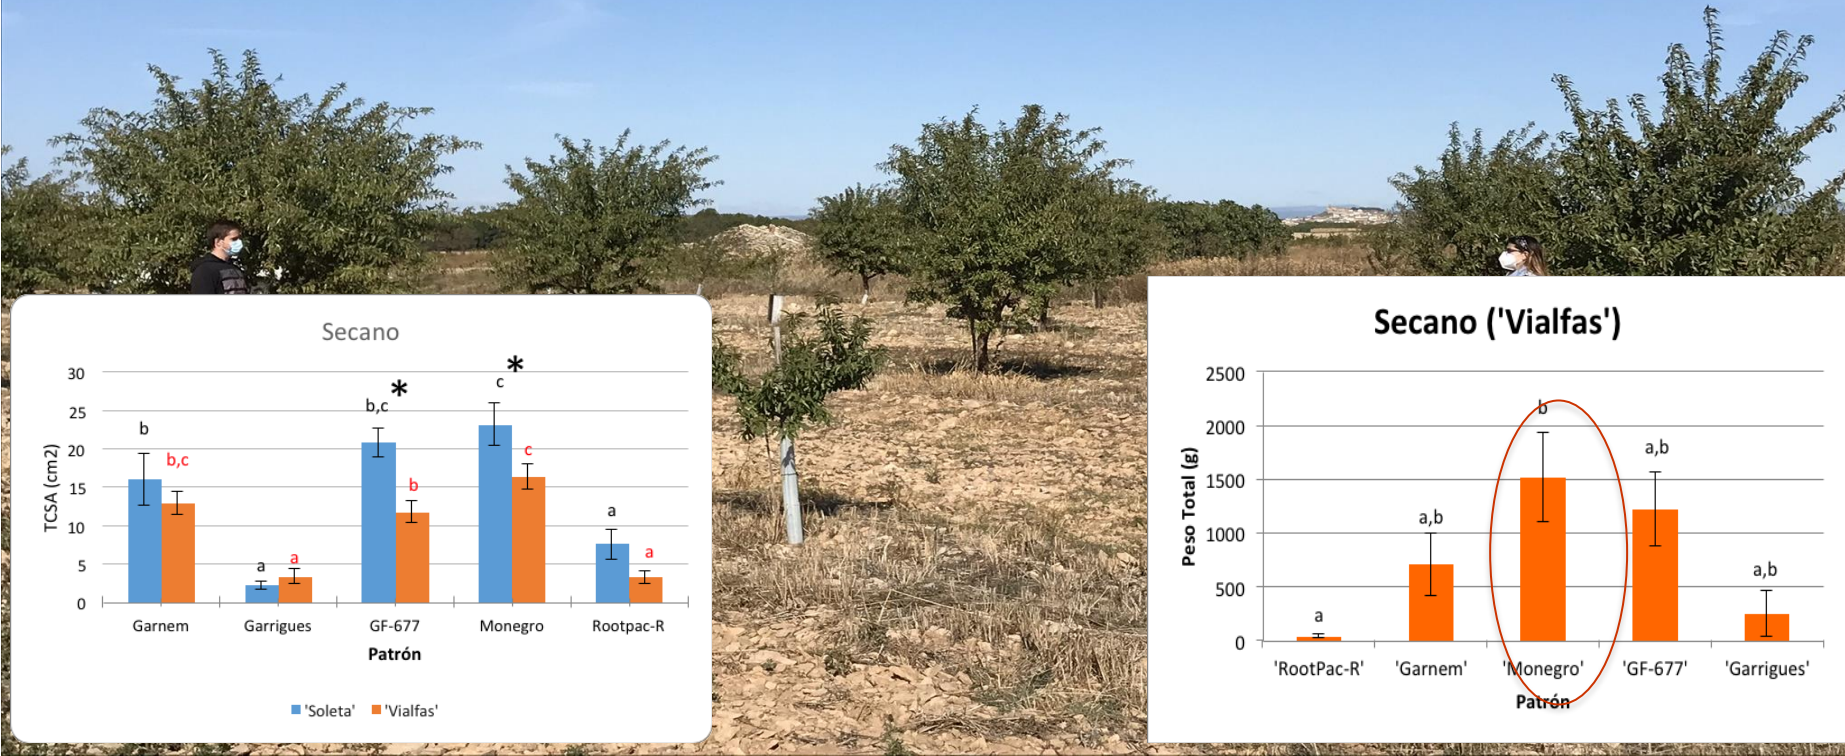 Secano
30
25
20
15
10
5
0
TCSA (cm2)
b
b,c
a
a
b,c
*
b
c
*
c
a
a
Garnem
Garrigues
GF-677
Monegro
Rootpac-R
Patrón
'Soleta'
'Vialfas'
Secano ('Vialfas')
2500
2000
1500
1000
500
0
Peso Total (g)
a
a,b
b
a,b
a,b
'RootPac-R'
'Garnem'
'Monegro'
'GF-677'
'Garrigues'
Patrón